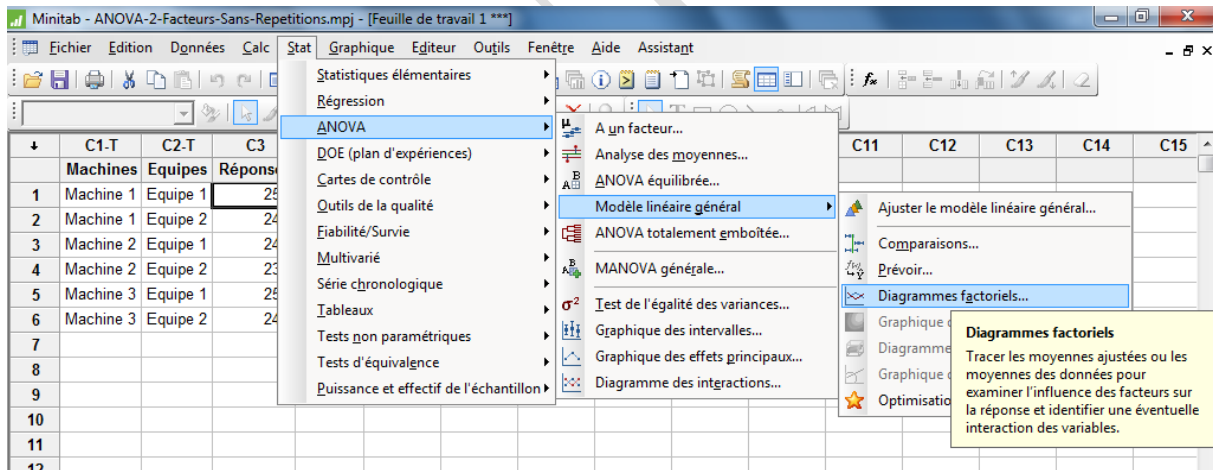 Minitab - ANOVA-2-Facteurs-Sans-Repetitions.mpj - [Feuille de travail 1 ***]
Fichier Edition Données Calc Stat Graphique Editeur Outils Fenêtre Aide Assistant
Statistiques élémentaires
Régression
ANOVA
DOE (plan d'expériences)
Cartes de contrôle
Outils de la qualité
Fiabilité/Survie
Multivarié
Série chronologique
Tableaux
Tests non paramétriques
Tests d'équivalence
Puissance et effectif de l'échantillon
A un facteur...
Analyse des moyennes...
ANOVA équilibrée...
Modèle linéaire général
ANOVA totalement emboîtée...
MANOVA générale...
Test de l'égalité des variances...
Graphique des intervalles...
Graphique des effets principaux...
Diagramme des interactions...
Ajuster le modèle linéaire général...
Comparaisons...
Prévoir...
Diagrammes factoriels...
Graphique
Diagramme
Graphique
Optimisatio
Diagrammes factoriels
Tracer les moyennes ajustées ou les
moyennes des données pour
examiner l'influence des facteurs sur
la réponse et identifier une éventuelle
interaction des variables.
C1-T C2-T C3 C11 C12 C13 C14 C15
Machines Equipes Répons
1 Machine 1 Equipe 1 25
2 Machine 1 Equipe 2 24
3 Machine 2 Equipe 1 24
4 Machine 2 Equipe 2 23
5 Machine 3 Equipe 1 25
6 Machine 3 Equipe 2 24
7
8
9
10
11
12